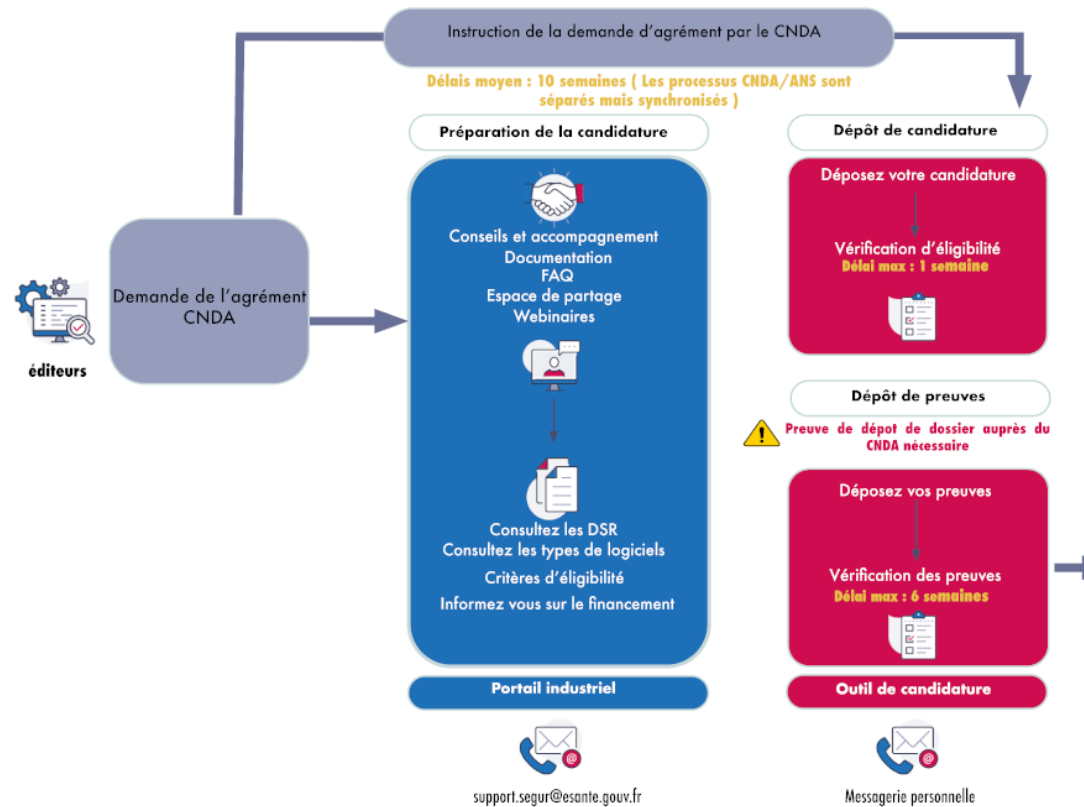 Instruction de la demande d'agrément par le CNDA
Délais moyen : 10 semaines ( Les processus CNDA/ANS sont
séparés mais synchronisés )
éditeurs
Demande de l'agrément
CNDA
Préparation de la candidature
Conseils et accompagnement
Documentation
FAQ
Espace de partage
Webinaires
Consultez les DSR
Consultez les types de logiciels
Critères d'éligibilité
Informez vous sur le financement
Portail industriel
support.segur@esante.gouv.fr
Dépôt de candidature
Déposez votre candidature
Vérification d'éligibilité
Délai max : 1 semaine
Dépôt de preuves
Preuve de dépot de dossier auprès du
CNDA nécessaire
Déposez vos preuves
Vérification des preuves
Délai max : 6 semaines
Outil de candidature
Messagerie personnelle